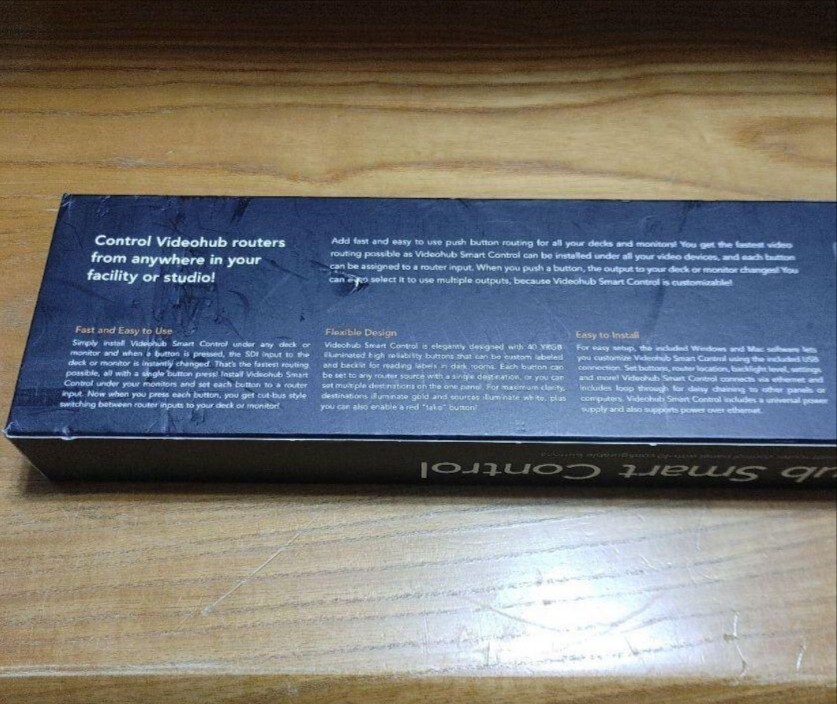 Control Videohub routers
from anywhere in your
facility or studio!
Add fast and easy to use push button routing for all your decks and monitors! You get the fastest video
routing possible as Videohub Smart Control can be installed under all your video devices, and each button
can be assigned to a router input. When you push a button, the output to your deck or monitor changes! You
can even select it to use multiple outputs, because Videohub Smart Control is customizable!
Fast and Easy to Use
Simply install Videohub Smart Control under any deck or
monitor and when a button is pressed, the SDI input to the
deck or monitor is instantly changed. That's the fastest routing
possible, all with a single button press! Install Videohub Smart
Control under your monitors and set each button to a router
input. Now when you press each button, you get cut-bus style
switching between router inputs to your deck or monitor!
Flexible Design
Videohub Smart Control is elegantly designed with 40 YRGB
illuminated high reliability buttons that can be custom labeled
and backlit for reading labels in dark rooms. Each button can
be set to any router source with a single destination, or you can
set multiple destinations on the one panel. For maximum clarity,
destinations illuminate gold and sources illuminate white, plus
you can also enable a red "take" button!
Easy to Install
For easy setup, the included Windows and Mac software lets
you customize Videohub Smart Control using the included USB
connection. Set buttons, router location, backlight level, settings
and more! Videohub Smart Control connects via ethernet and
includes loop through for daisy chaining to other panels or
computers. Videohub Smart Control includes a universal power
supply and also supports power over ethernet.
ub Smart Control